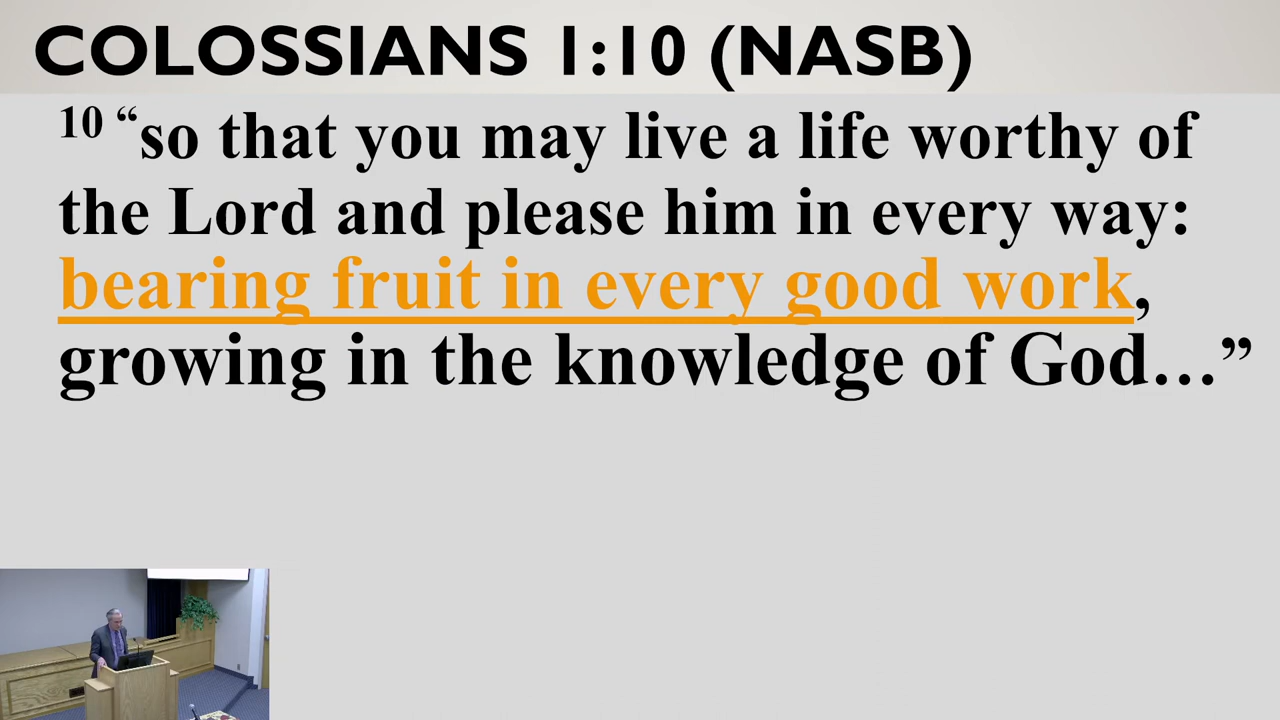 COLOSSIANS 1:10 (NASB)
10 “so that you may live a life worthy of
the Lord and please him in every way:
bearing fruit in every good work,
growing in the knowledge of God…”